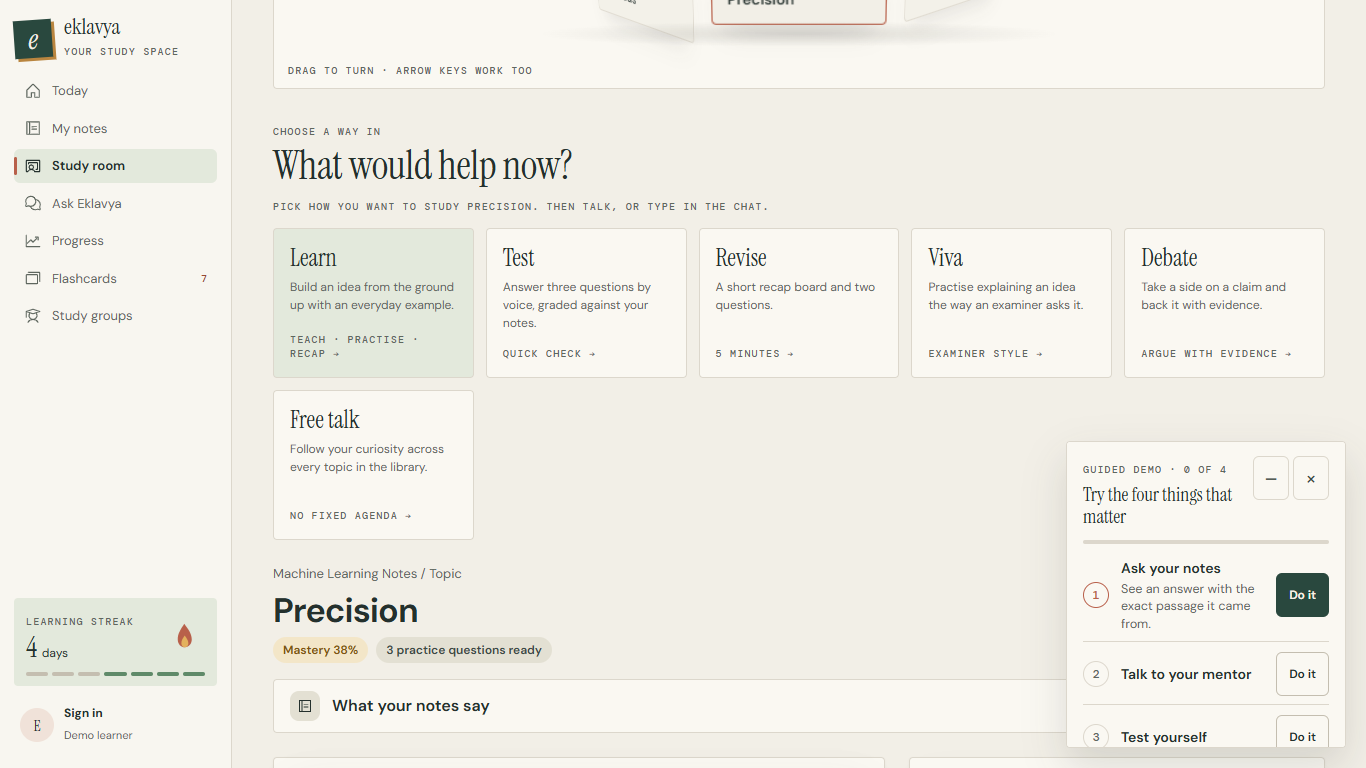 e
eklavya
YOUR STUDY SPACE
Today
My notes
Study room
Ask Eklavya
Progress
Flashcards 7
Study groups
LEARNING STREAK
4 days
E
Sign in
Demo learner
Precision
DRAG TO TURN · ARROW KEYS WORK TOO
CHOOSE A WAY IN
What would help now?
PICK HOW YOU WANT TO STUDY PRECISION. THEN TALK, OR TYPE IN THE CHAT.
Learn
Build an idea from the ground
up with an everyday example.
TEACH · PRACTISE ·
RECAP →
Test
Answer three questions by
voice, graded against your
notes.
QUICK CHECK →
Revise
A short recap board and two
questions.
5 MINUTES →
Viva
Practise explaining an idea
the way an examiner asks it.
EXAMINER STYLE →
Debate
Take a side on a claim and
back it with evidence.
ARGUE WITH EVIDENCE →
Free talk
Follow your curiosity across
every topic in the library.
NO FIXED AGENDA →
Machine Learning Notes / Topic
Precision
Mastery 38%
3 practice questions ready
What your notes say
GUIDED DEMO · 0 OF 4
Try the four things that
matter
1
Ask your notes
See an answer with the
exact passage it came
from.
Do it
2
Talk to your mentor
Do it
3
Test yourself
Do it